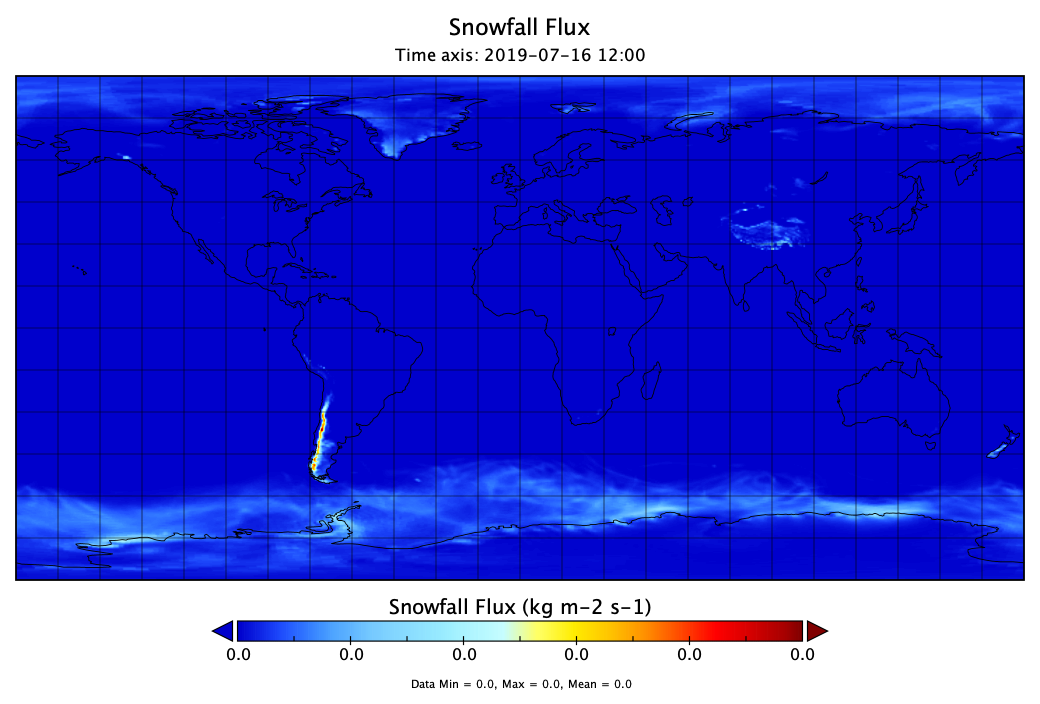 Snowfall Flux
Time axis: 2019-07-16 12:00
Snowfall Flux (kg m-2 s-1)
0.0 0.0 0.0 0.0 0.0 0.0
Data Min = 0.0, Max = 0.0, Mean = 0.0